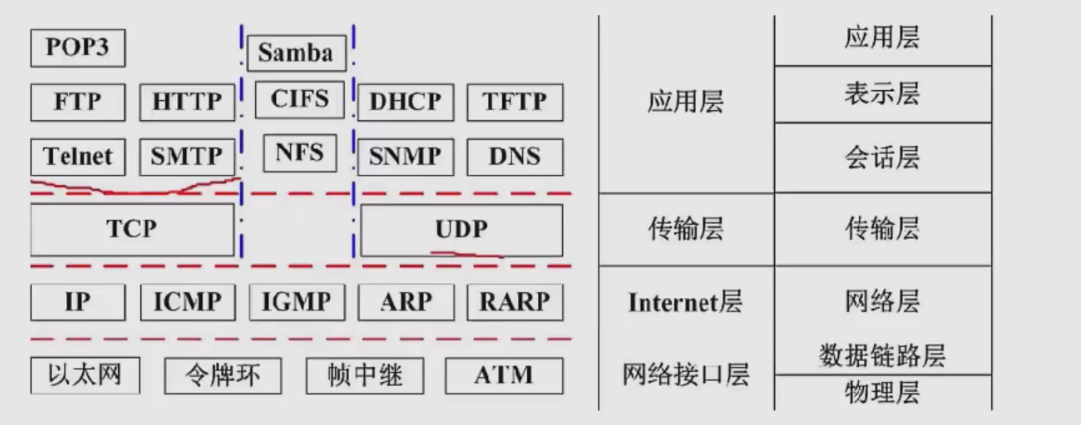 POP3 Samba 应用层
FTP HTTP CIFS DHCP TFTP 应用层 表示层
Telnet SMTP NFS SNMP DNS 会话层
TCP UDP 传输层 传输层
IP ICMP IGMP ARP RARP Internet层 网络层
以太网 令牌环 帧中继 ATM 网络接口层 数据链路层
物理层